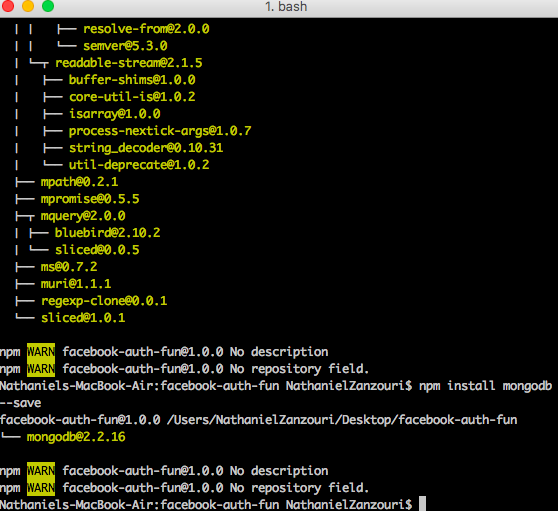 1. bash
│ │ │ ├── resolve-from@2.0.0
│ │ └── semver@5.3.0
│ └─┬ readable-stream@2.1.5
│ ├── buffer-shims@1.0.0
│ ├── core-util-is@1.0.2
│ ├── isarray@1.0.0
│ ├── process-nextick-args@1.0.7
│ ├── string_decoder@0.10.31
│ └── util-deprecate@1.0.2
├── mpath@0.2.1
├── mpromise@0.5.5
├─┬ mquery@2.0.0
│ ├── bluebird@2.10.2
│ └── sliced@0.0.5
├── ms@0.7.2
├── muri@1.1.1
├── regexp-clone@0.0.1
└── sliced@1.0.1
npm WARN facebook-auth-fun@1.0.0 No description
npm WARN facebook-auth-fun@1.0.0 No repository field.
Nathaniels-MacBook-Air:facebook-auth-fun NathanielZanzouri$ npm install mongodb
--save
facebook-auth-fun@1.0.0 /Users/NathanielZanzouri/Desktop/facebook-auth-fun
└── mongodb@2.2.16
npm WARN facebook-auth-fun@1.0.0 No description
npm WARN facebook-auth-fun@1.0.0 No repository field.
Nathaniels-MacBook-Air:facebook-auth-fun NathanielZanzouri$